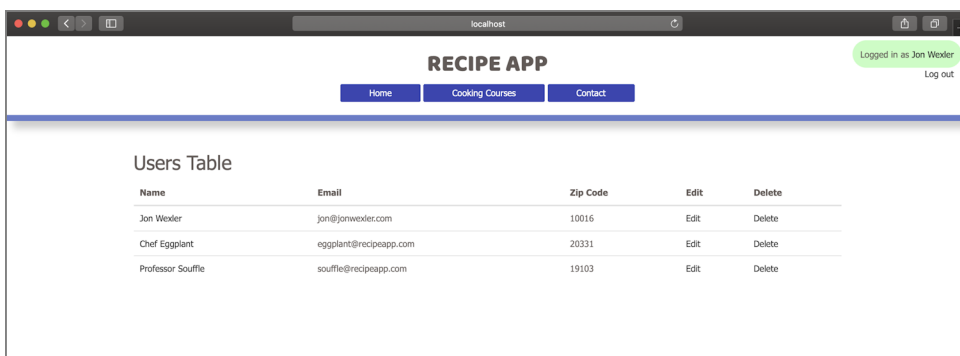 localhost
Logged in as Jon Wexler
Log out
RECIPE APP
Home Cooking Courses Contact
Users Table
Name Email Zip Code Edit Delete
Jon Wexler jon@jonwexler.com 10016 Edit Delete
Chef Eggplant eggplant@recipeapp.com 20331 Edit Delete
Professor Souffle souffle@recipeapp.com 19103 Edit Delete